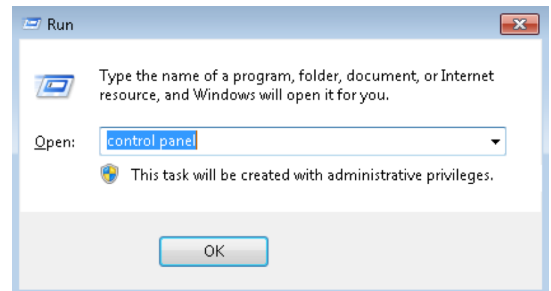 Run
Type the name of a program, folder, document, or Internet
resource, and Windows will open it for you.
Open: control panel
This task will be created with administrative privileges.
OK